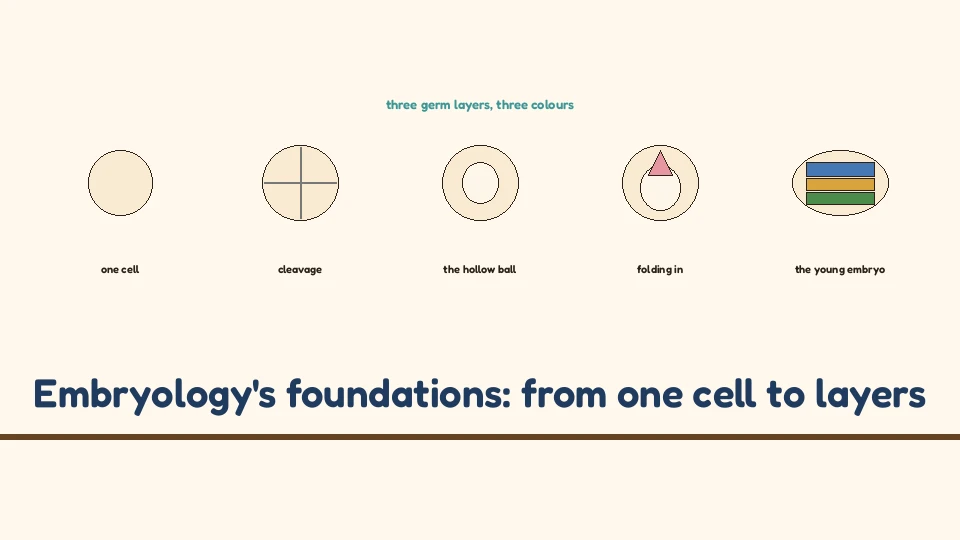 three germ layers, three colours
one cell
cleavage
the hollow ball
folding in
the young embryo
Embryology's foundations: from one cell to layers